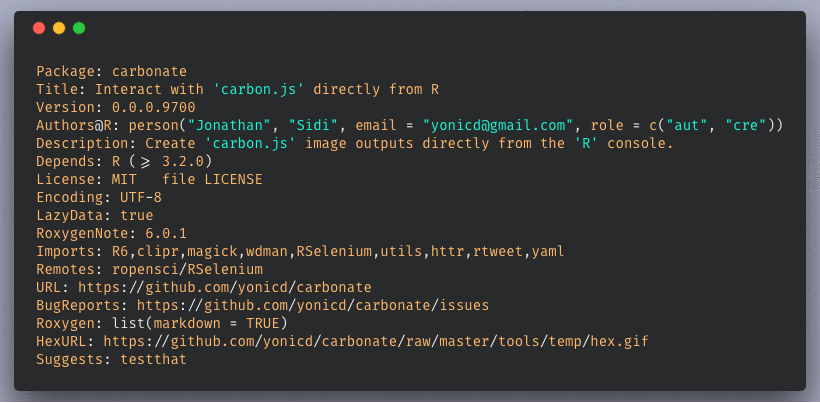 Package: carbonate
Title: Interact with 'carbon.js' directly from R
Version: 0.0.0.9700
Authors@R: person("Jonathan", "Sidi", email = "yonicd@gmail.com", role = c("aut", "cre"))
Description: Create 'carbon.js' image outputs directly from the 'R' console.
Depends: R (>= 3.2.0)
License: MIT   file LICENSE
Encoding: UTF-8
LazyData: true
RoxygenNote: 6.0.1
Imports: R6,clipr,magick,wdman,RSelenium,utils,httr,rtweet,yaml
Remotes: ropensci/RSelenium
URL: https://github.com/yonicd/carbonate
BugReports: https://github.com/yonicd/carbonate/issues
Roxygen: list(markdown = TRUE)
HexURL: https://github.com/yonicd/carbonate/raw/master/tools/temp/hex.gif
Suggests: testthat